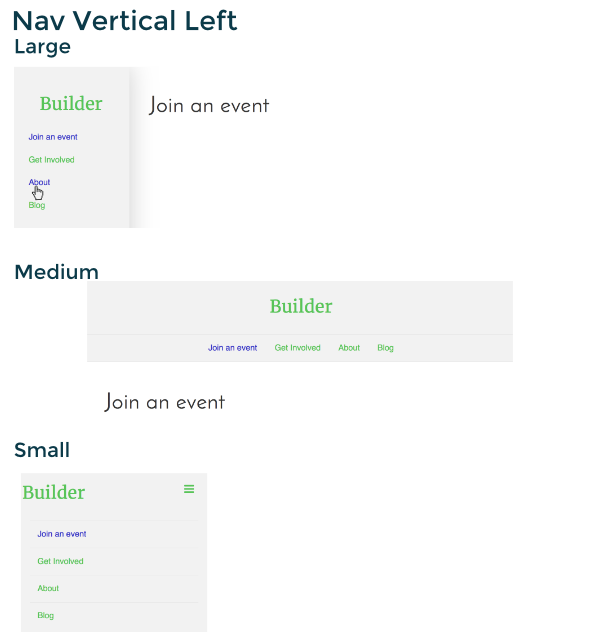 Nav Vertical Left
Large
Builder
Join an event
Join an event
Get Involved
About
Blog
Medium
Builder
Join an event Get Involved About Blog
Join an event
Small
Builder
Join an event
Get Involved
About
Blog